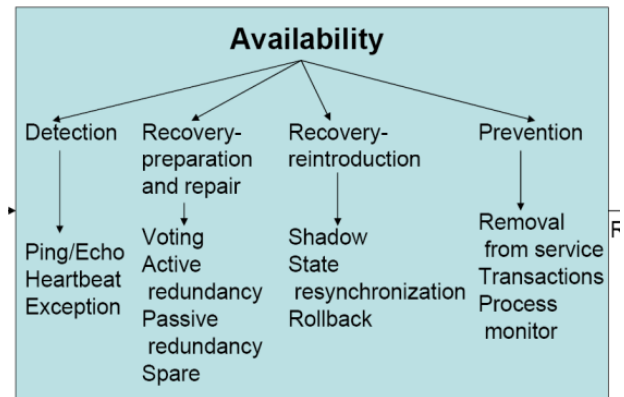 Availability
Detection
Recovery-
preparation
and repair
Recovery-
reintroduction
Prevention
Ping/Echo
Heartbeat
Exception
Voting
Active
redundancy
Passive
redundancy
Spare
Shadow
State
resynchronization
Rollback
Removal
from service
Transactions
Process
monitor
R